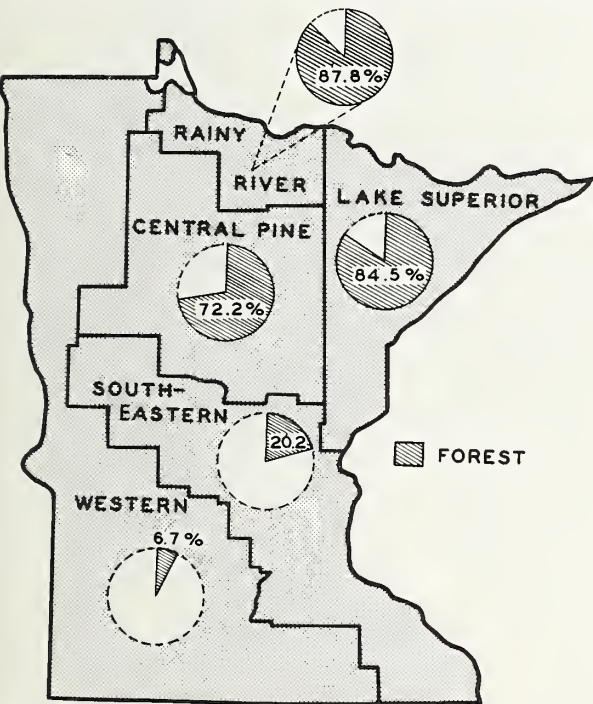 87.8%
RAINY
RIVER
LAKE SUPERIOR
CENTRAL PINE
84.5%
72.2%
SOUTH-
EASTERN
20.2
FOREST
WESTERN
6.7%